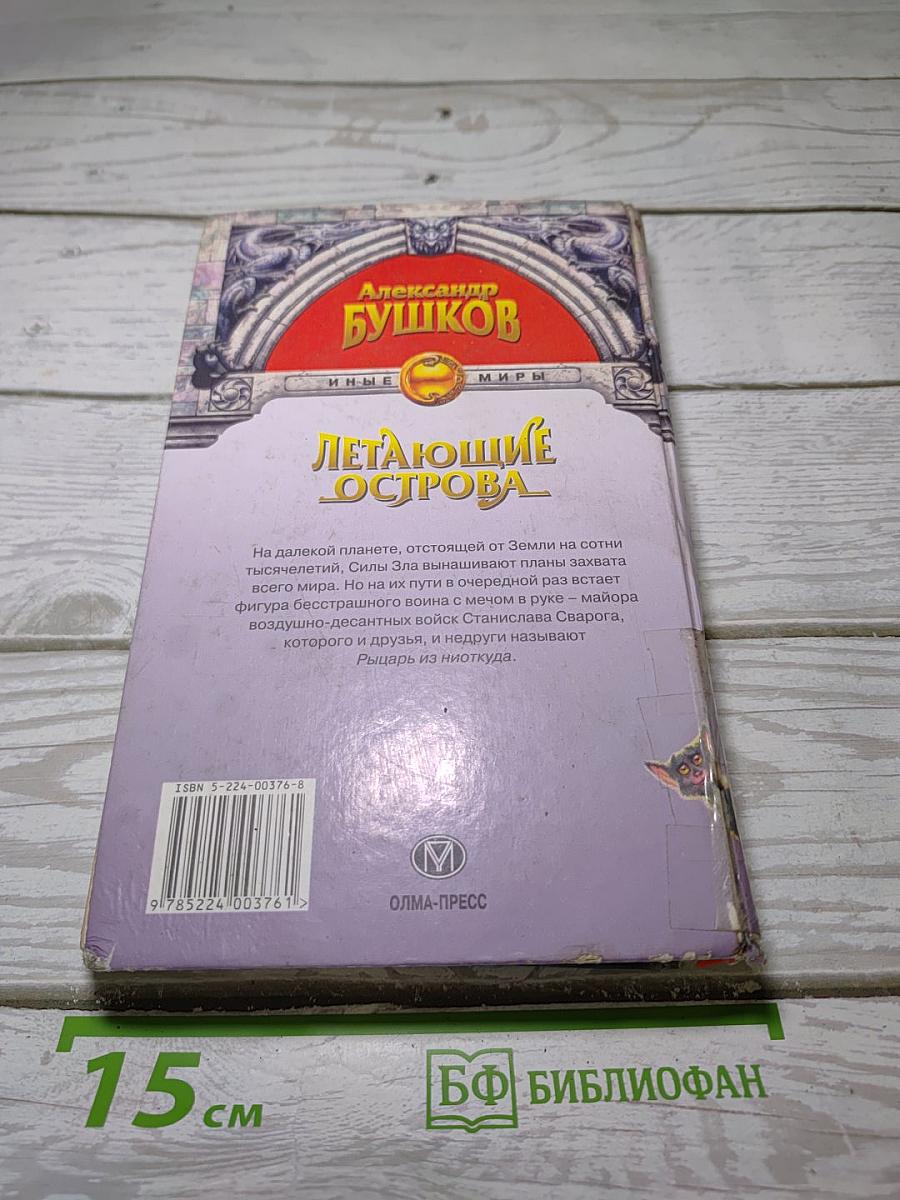 Александр
БУШКОВ
ИНЫЕ МИРЫ
ЛЕТАЮЩИЕ
ОСТРОВА
На далекой планете, отстоящей от Земли на сотни
тысячелетий, Силы Зла вынашивают планы захвата
всего мира. Но на их пути в очередной раз встает
фигура бесстрашного воина с мечом в руке – майора
воздушно-десантных войск Станислава Сварога,
которого и друзья, и недруги называют
Рыцарь из ниоткуда.
ISBN 5-224-00376-8
9 785224 003761 >
ОЛМА-ПРЕСС
15 см
БФ БИБЛИОФАН